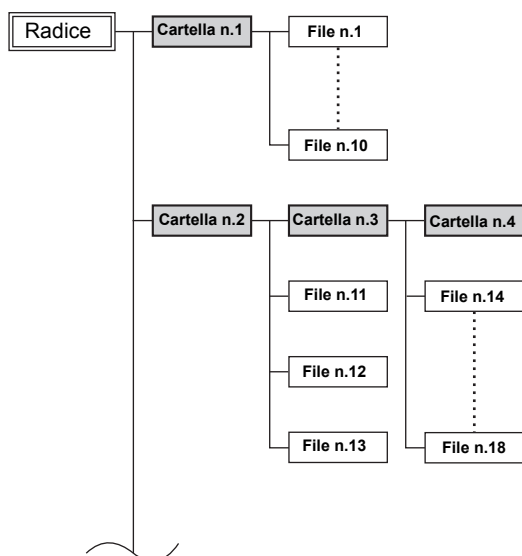 Radice
Cartella n.1
File n.1
File n.10
Cartella n.2
Cartella n.3
Cartella n.4
File n.11
File n.14
File n.12
File n.13
File n.18